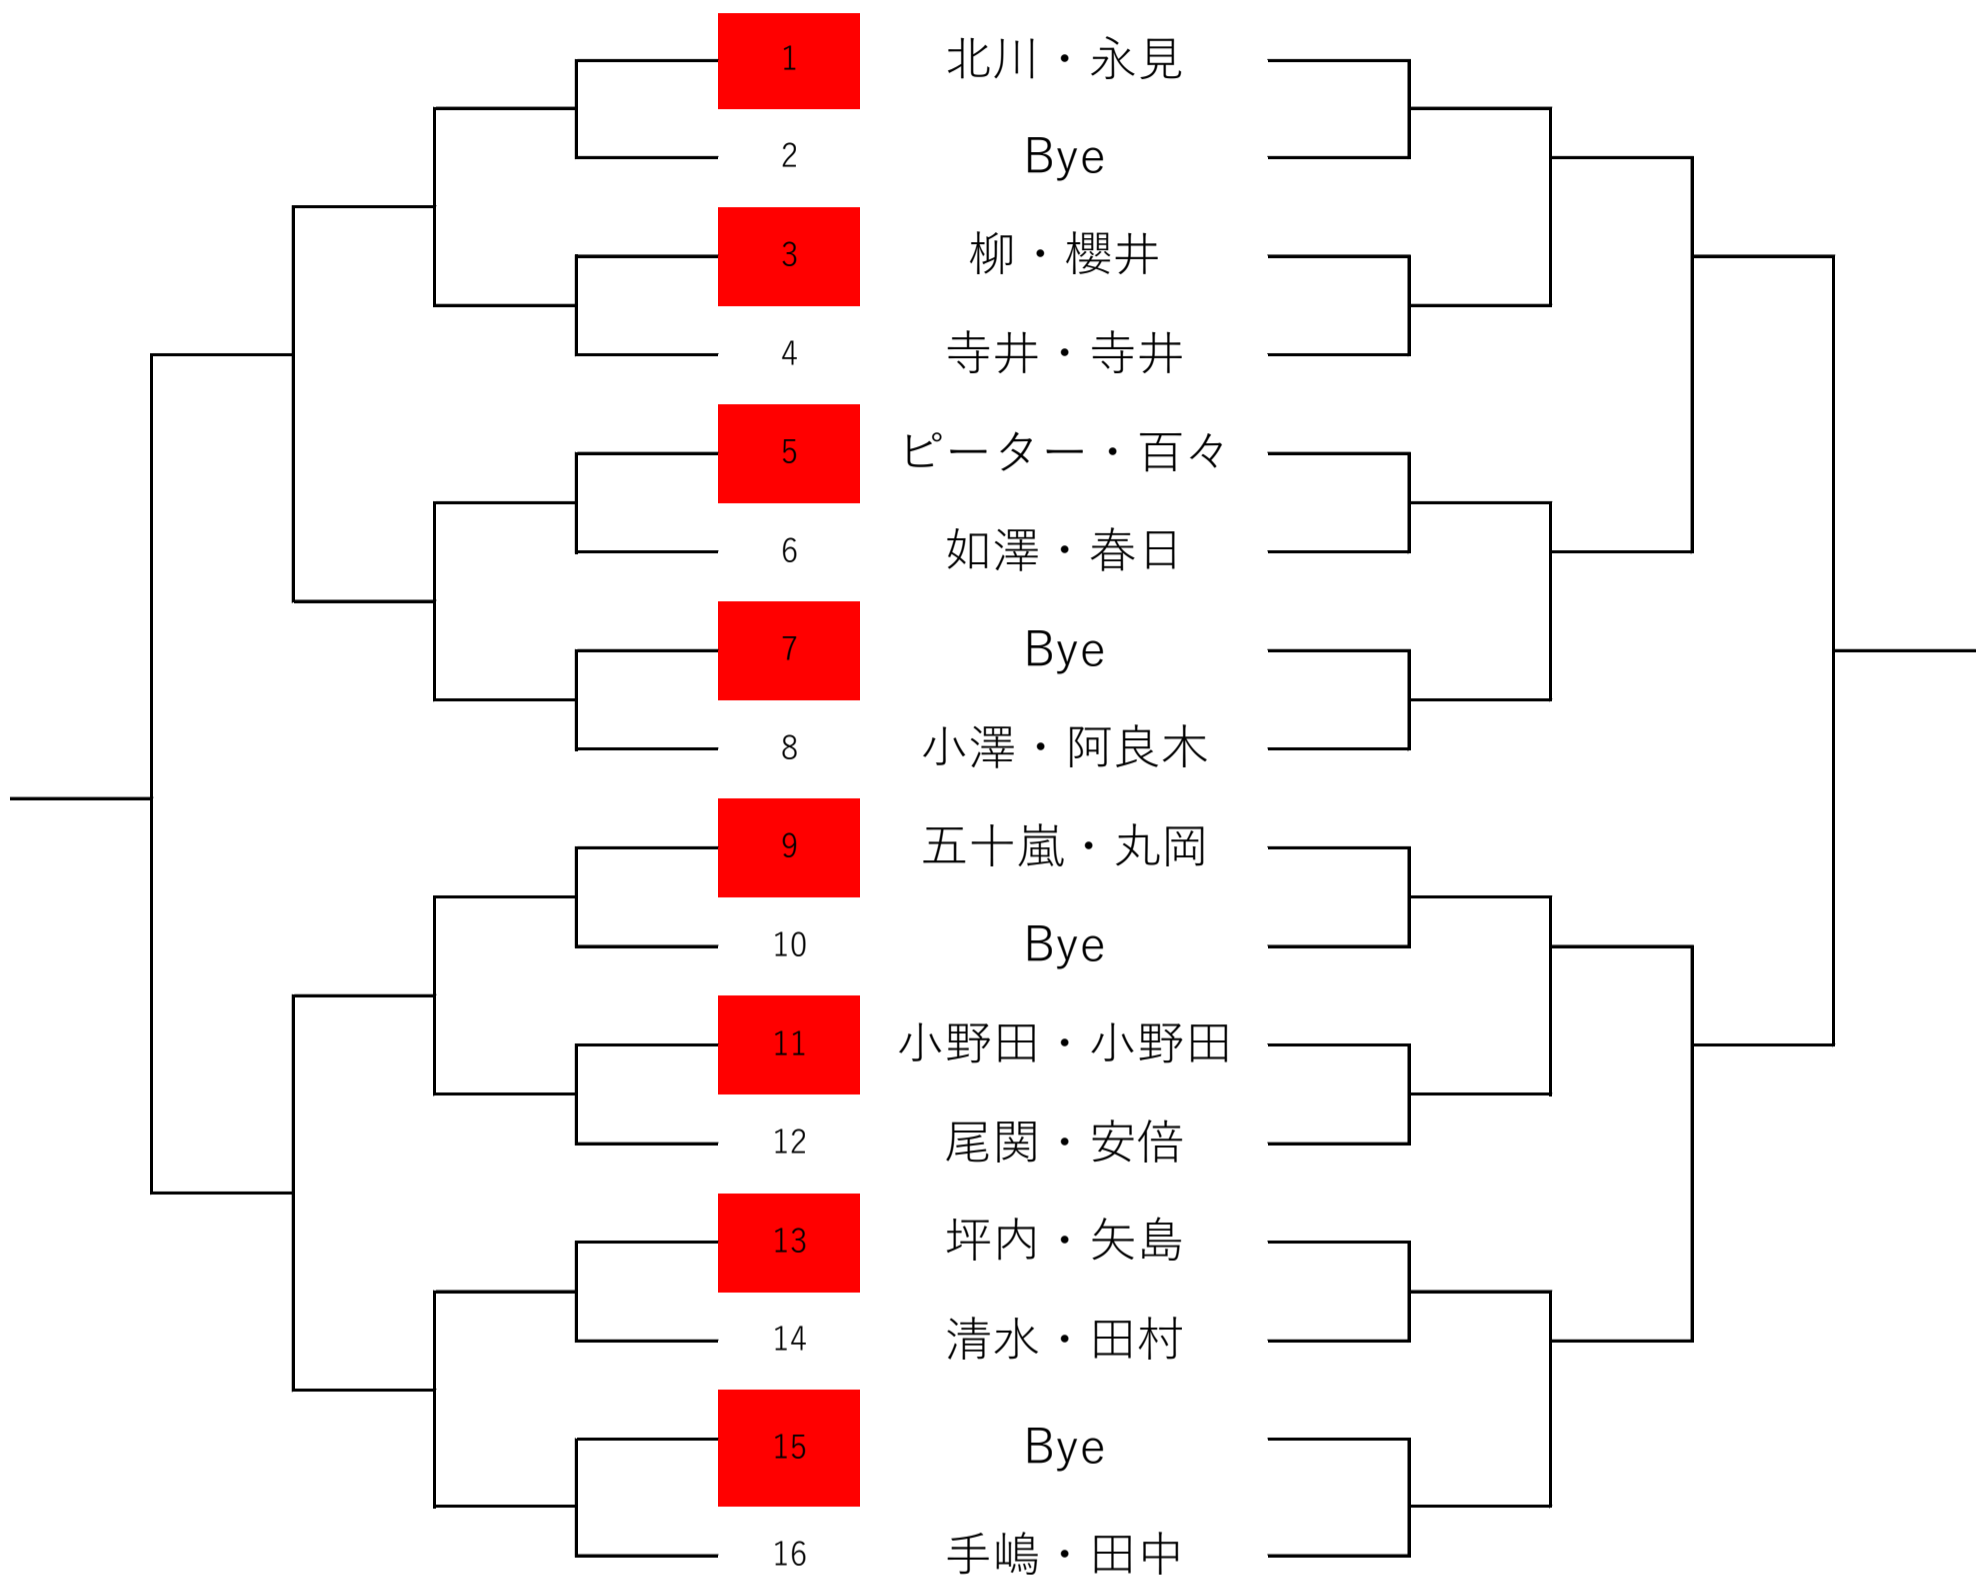 1 北川・永見
2 Bye
3 柳・櫻井
4 寺井・寺井
5 ピーター・百々
6 如澤・春日
7 Bye
8 小澤・阿良木
9 五十嵐・丸岡
10 Bye
11 小野田・小野田
12 尾関・安倍
13 坪内・矢島
14 清水・田村
15 Bye
16 手嶋・田中